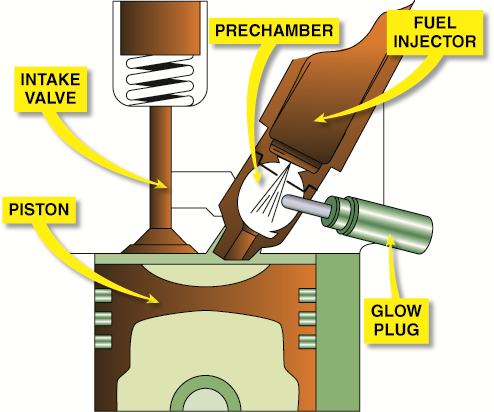 PRECHAMBER
FUEL
INJECTOR
INTAKE
VALVE
PISTON
GLOW
PLUG